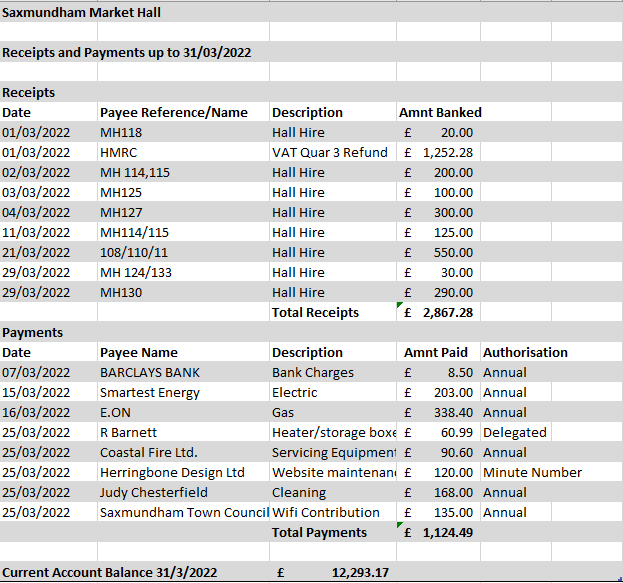 Saxmundham Market Hall
Receipts and Payments up to 31/03/2022
Receipts
Date Payee Reference/Name Description Amnt Banked
01/03/2022 MH118 Hall Hire £ 20.00
01/03/2022 HMRC VAT Quar 3 Refund £ 1,252.28
02/03/2022 MH 114,115 Hall Hire £ 200.00
03/03/2022 MH125 Hall Hire £ 100.00
04/03/2022 MH127 Hall Hire £ 300.00
11/03/2022 MH114/115 Hall Hire £ 125.00
21/03/2022 108/110/11 Hall Hire £ 550.00
29/03/2022 MH 124/133 Hall Hire £ 30.00
29/03/2022 MH130 Hall Hire £ 290.00
Total Receipts £ 2,867.28
Payments
Date Payee Name Description Amnt Paid Authorisation
07/03/2022 BARCLAYS BANK Bank Charges £ 8.50 Annual
15/03/2022 Smartest Energy Electric £ 203.00 Annual
16/03/2022 E.ON Gas £ 338.40 Annual
25/03/2022 R Barnett Heater/storage boxe £ 60.99 Delegated
25/03/2022 Coastal Fire Ltd. Servicing Equipment £ 90.60 Annual
25/03/2022 Herringbone Design Ltd Website maintenan £ 120.00 Minute Number
25/03/2022 Judy Chesterfield Cleaning £ 168.00 Annual
25/03/2022 Saxmundham Town Council Wifi Contribution £ 135.00 Annual
Total Payments £ 1,124.49
Current Account Balance 31/3/2022 £ 12,293.17